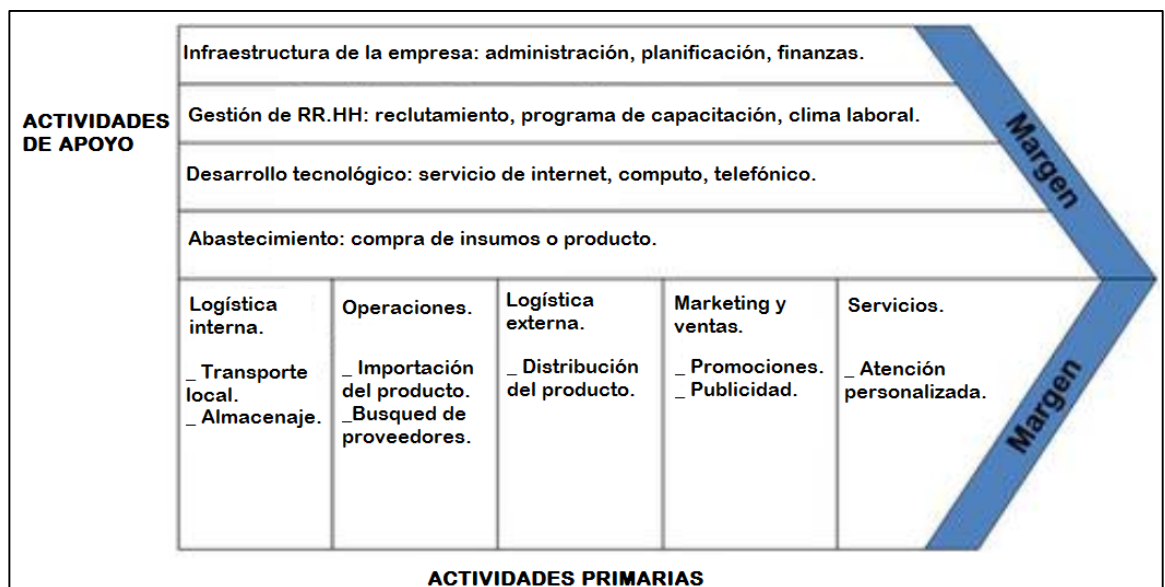 Infraestructura de la empresa: administración, planificación, finanzas.
ACTIVIDADES
DE APOYO
Gestión de RR.HH: reclutamiento, programa de capacitación, clima laboral.
Desarrollo tecnológico: servicio de internet, computo, telefónico.
Abastecimiento: compra de insumos o producto.
Margen
Logística
interna.
_ Transporte
local.
_ Almacenaje.
Operaciones.
_ Importación
del producto.
_Busqued de
proveedores.
Logística
externa.
_ Distribución
del producto.
Marketing y
ventas.
_ Promociones.
_ Publicidad.
Servicios.
_ Atención
personalizada.
Margen
ACTIVIDADES PRIMARIAS